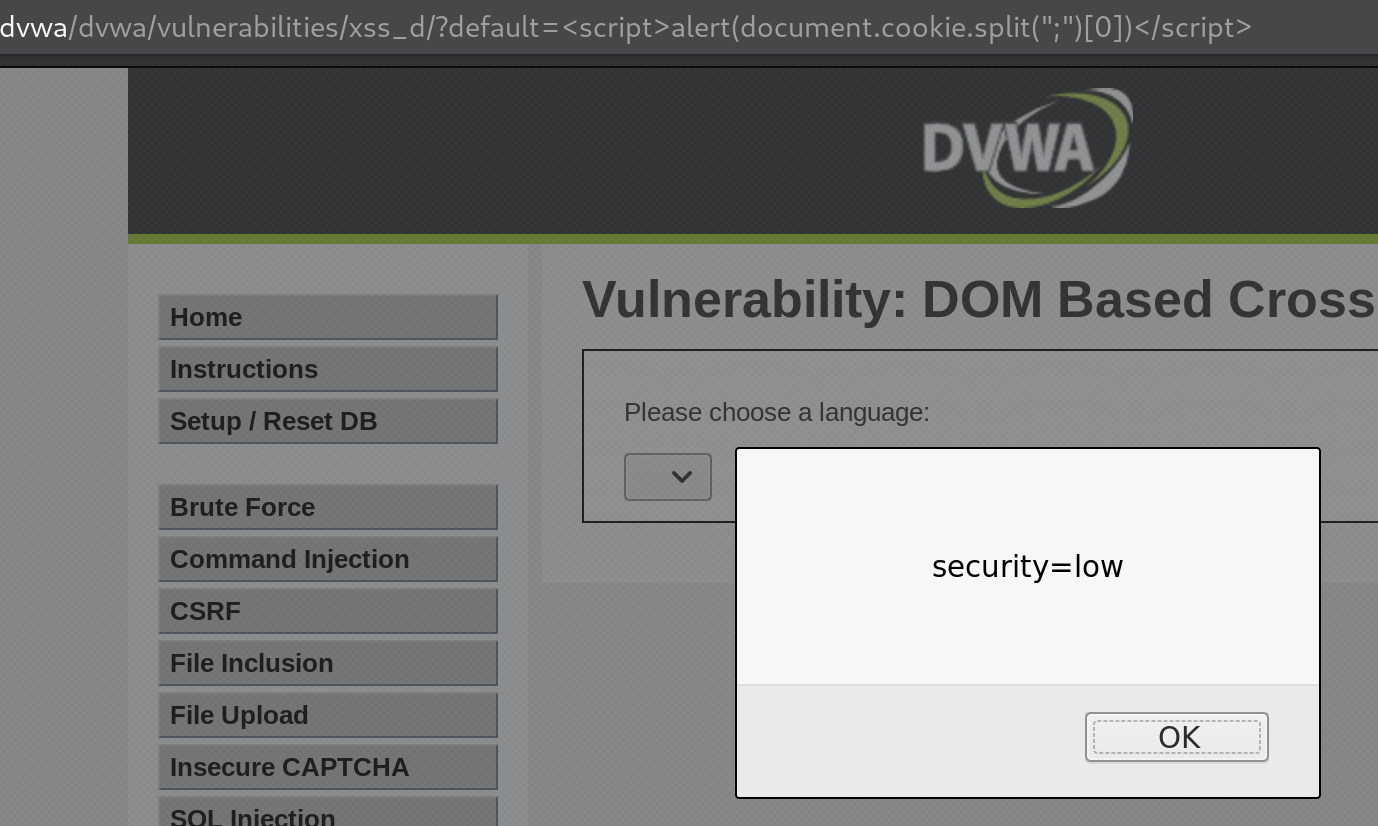 dvwa/dvwa/vulnerabilities/xss_d/?default=<script>alert(document.cookie.split(";")[0])</script>
DVWA
Vulnerability: DOM Based Cross
Home
Instructions
Setup / Reset DB
Please choose a language:
Brute Force
Command Injection
CSRF
File Inclusion
File Upload
Insecure CAPTCHA
SQL Injection
security=low
OK